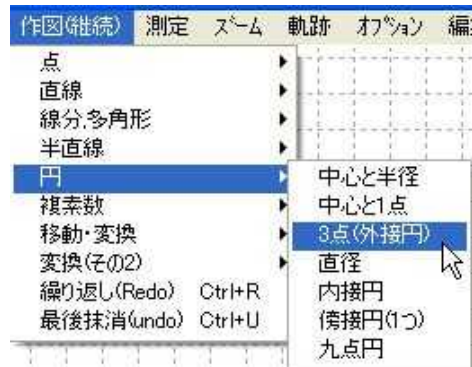 作図(継続) 測定 ズーム 軌跡 オプション 編
点
直線
線分,多角形
半直線
円
複素数
移動・変換
変換(その2)
繰り返し(Redo) Ctrl+R
最後抹消(undo) Ctrl+U
中心と半径
中心と1点
3点(外接円)
直径
内接円
傍接円(1つ)
九点円